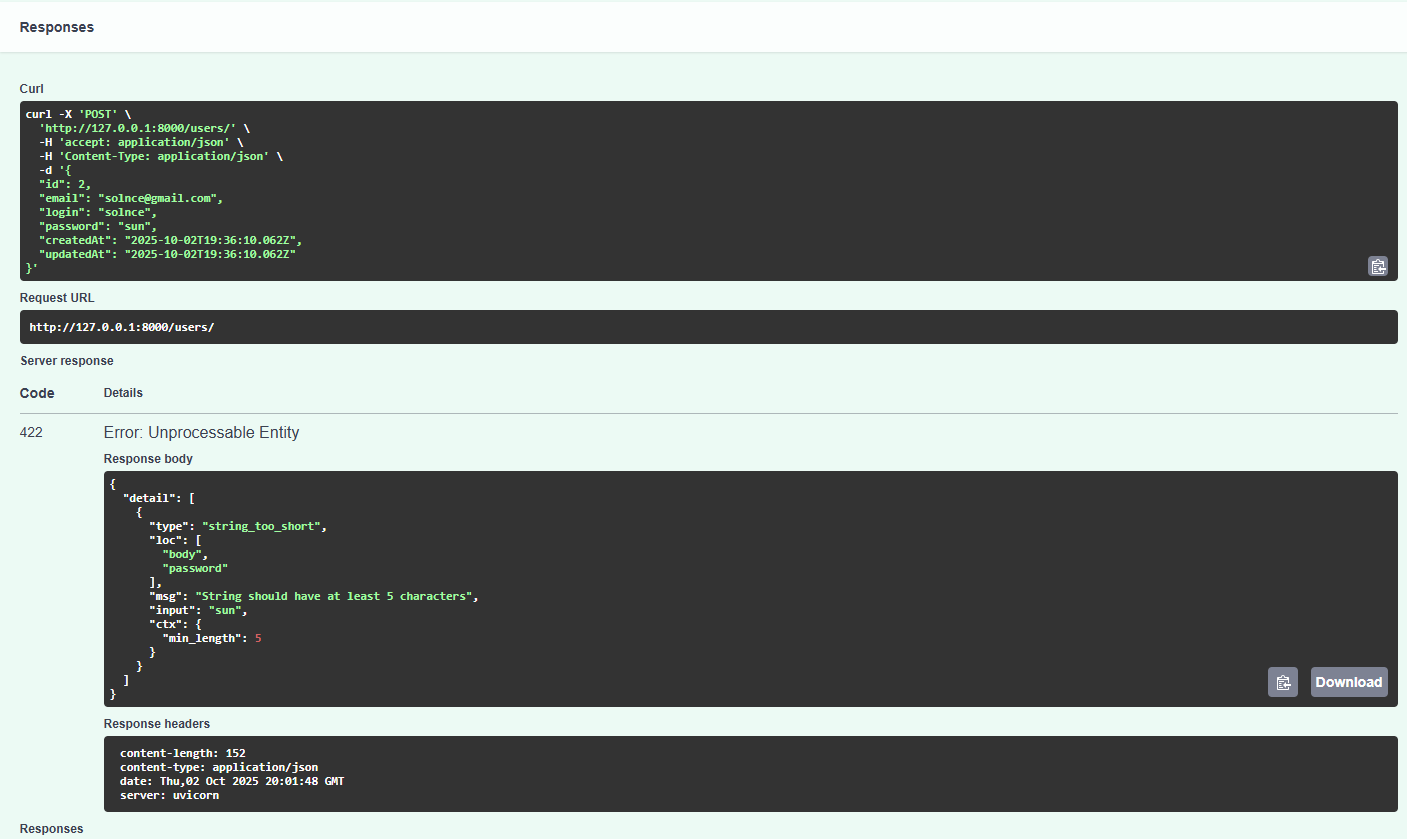 Responses
Curl
curl -X 'POST' \
  'http://127.0.0.1:8000/users/' \
  -H 'accept: application/json' \
  -H 'Content-Type: application/json' \
  -d '{
  "id": 2,
  "email": "solnce@gmail.com",
  "login": "solnce",
  "password": "sun",
  "createdAt": "2025-10-02T19:36:10.062Z",
  "updatedAt": "2025-10-02T19:36:10.062Z"
}'
Request URL
http://127.0.0.1:8000/users/
Server response
Code Details
422 Error: Unprocessable Entity
Response body
{
  "detail": [
    {
      "type": "string_too_short",
      "loc": [
        "body",
        "password"
      ],
      "msg": "String should have at least 5 characters",
      "input": "sun",
      "ctx": {
        "min_length": 5
      }
    }
  ]
}
Download
Response headers
content-length: 152
content-type: application/json
date: Thu,02 Oct 2025 20:01:48 GMT
server: uvicorn
Responses